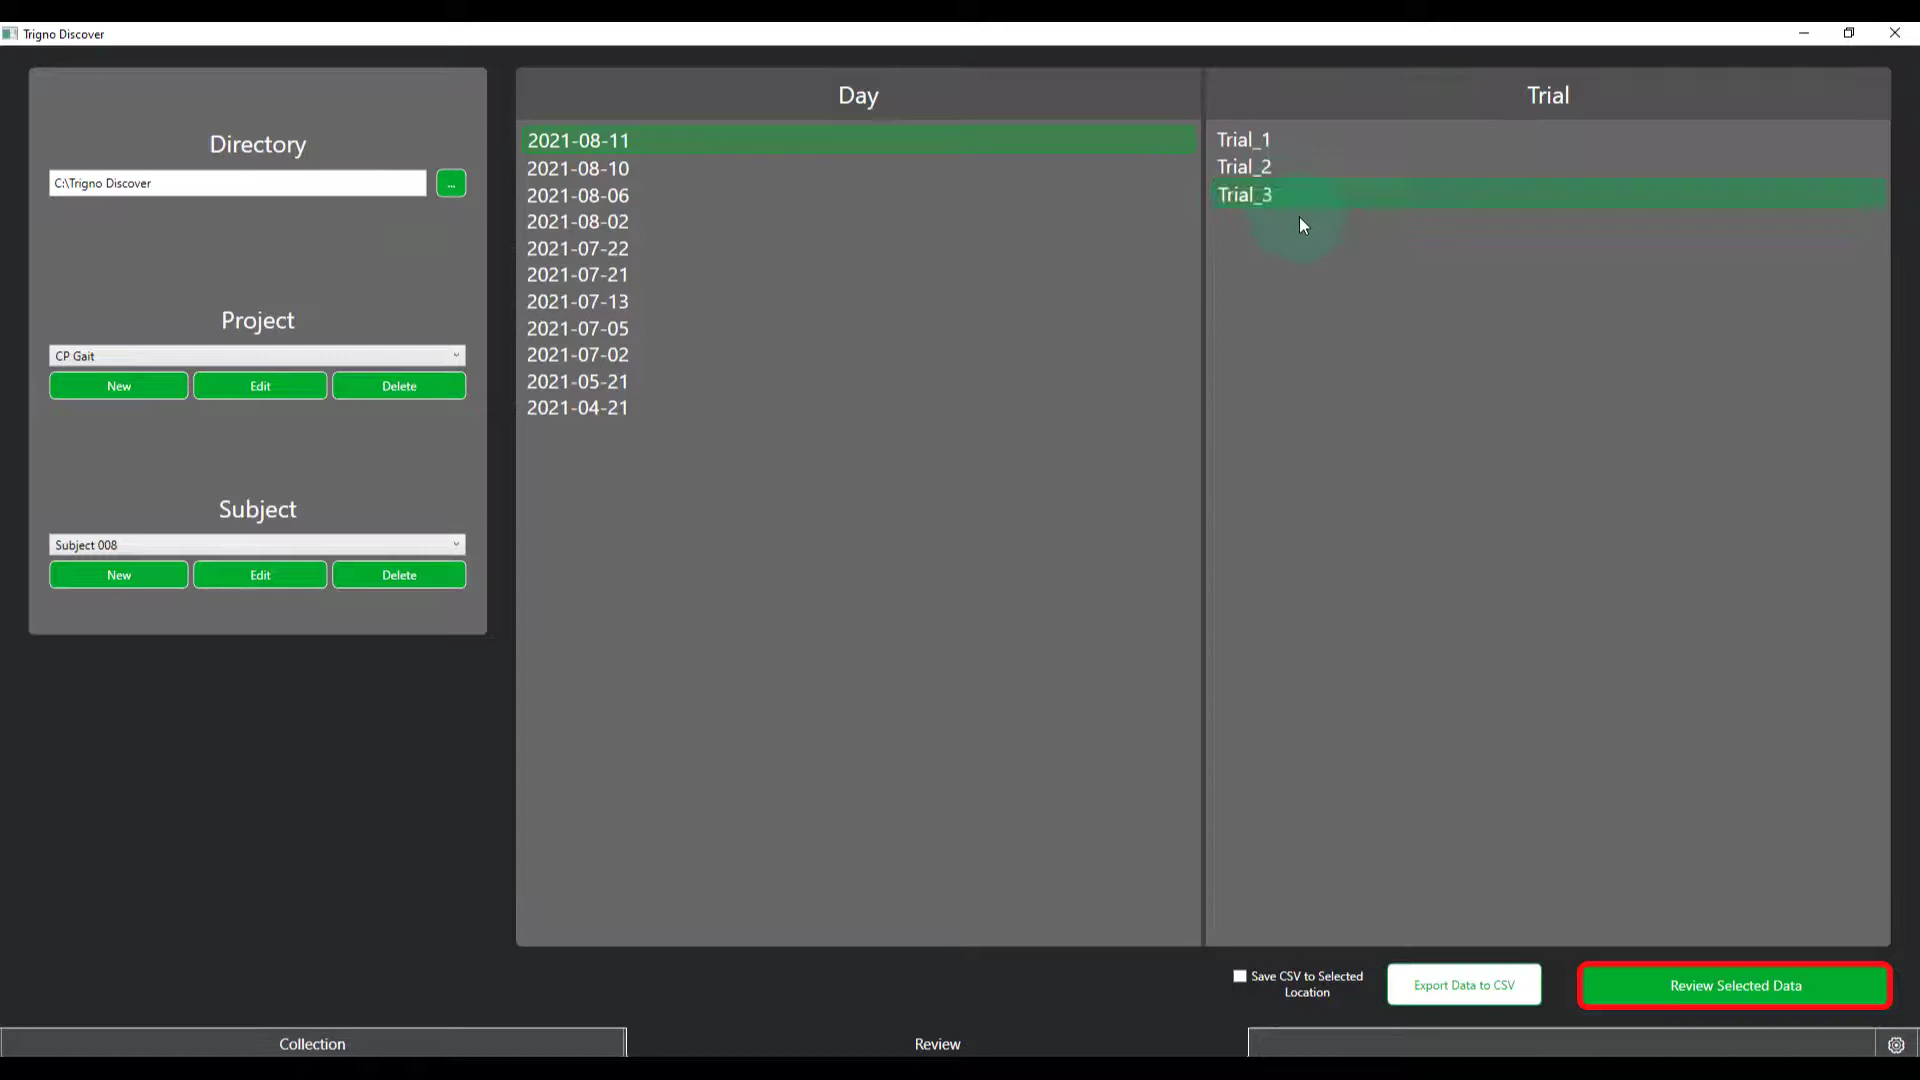 Trigno Discover
Directory
C:\Trigno Discover
...
Project
CP Gait
New
Edit
Delete
Subject
Subject 008
New
Edit
Delete
Day
2021-08-11
2021-08-10
2021-08-06
2021-08-02
2021-07-22
2021-07-21
2021-07-13
2021-07-05
2021-07-02
2021-05-21
2021-04-21
Trial
Trial_1
Trial_2
Trial_3
Save CSV to Selected
Location
Export Data to CSV
Review Selected Data
Collection
Review